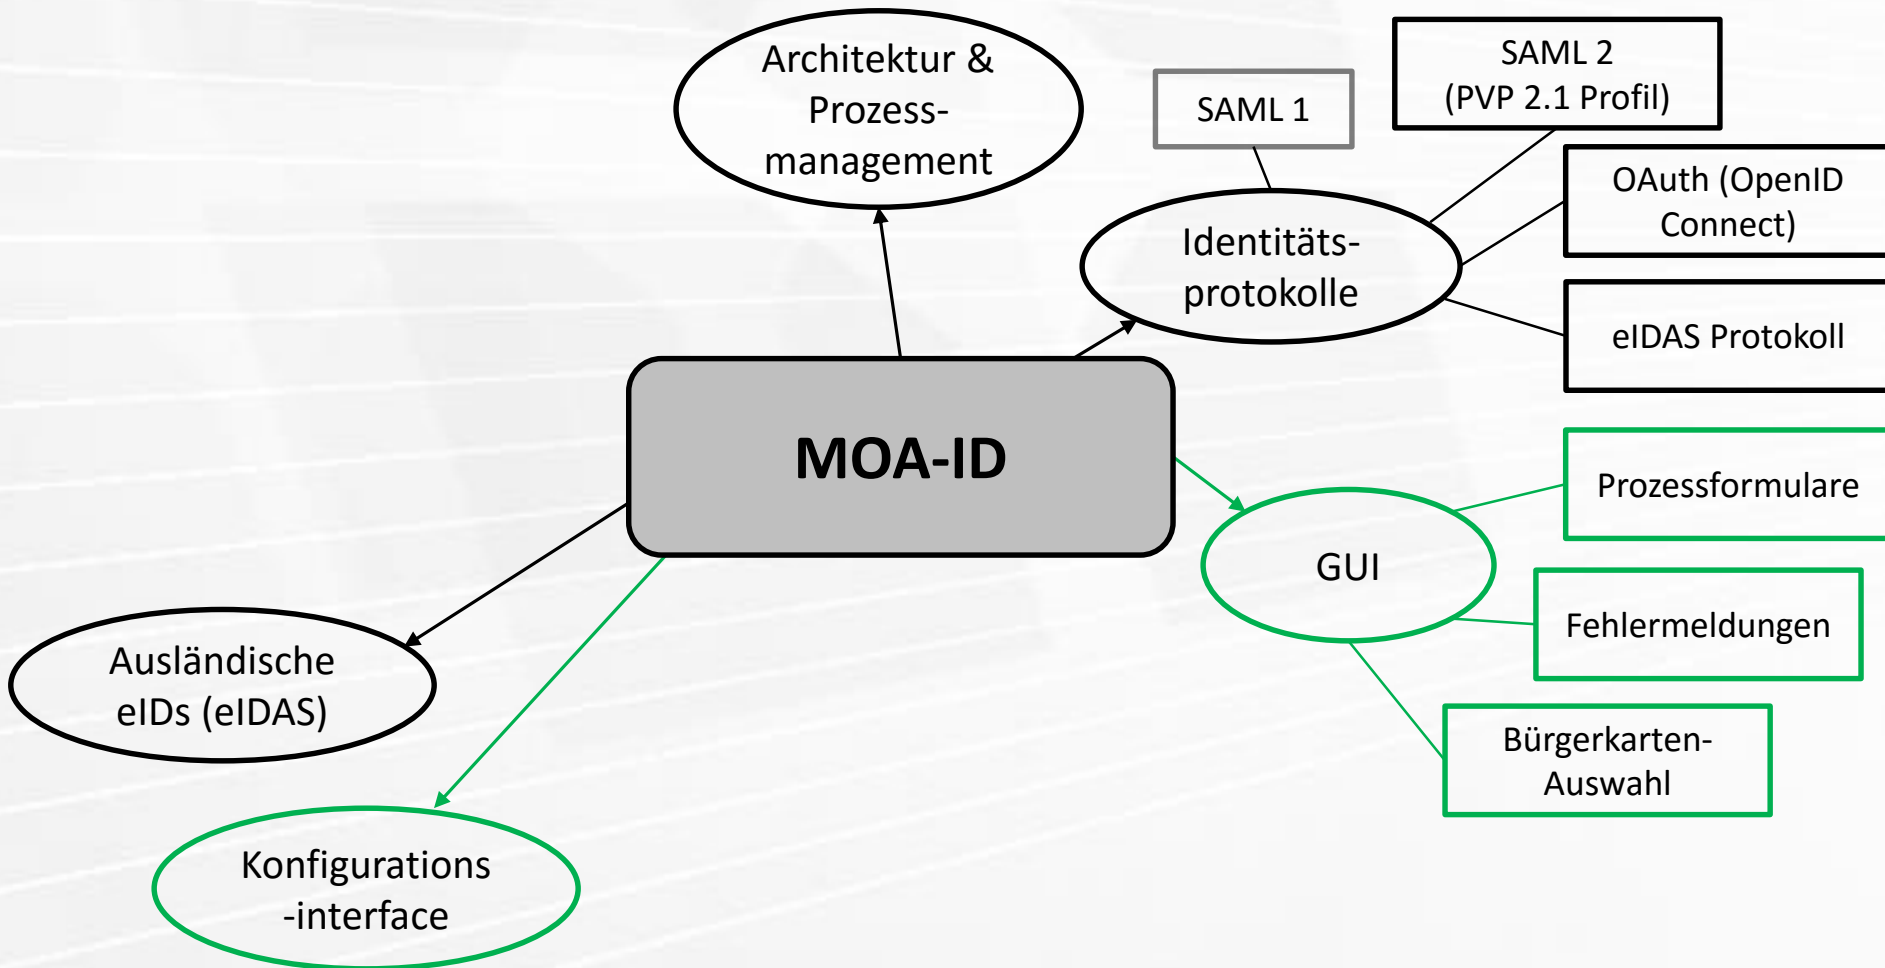 Architektur &
Prozess-
management
SAML 1
SAML 2
(PVP 2.1 Profil)
OAuth (OpenID
Connect)
Identitäts-
protokolle
eIDAS Protokoll
MOA-ID
Prozessformulare
GUI
Fehlermeldungen
Ausländische
eIDs (eIDAS)
Bürgerkarten-
Auswahl
Konfigurations
-interface